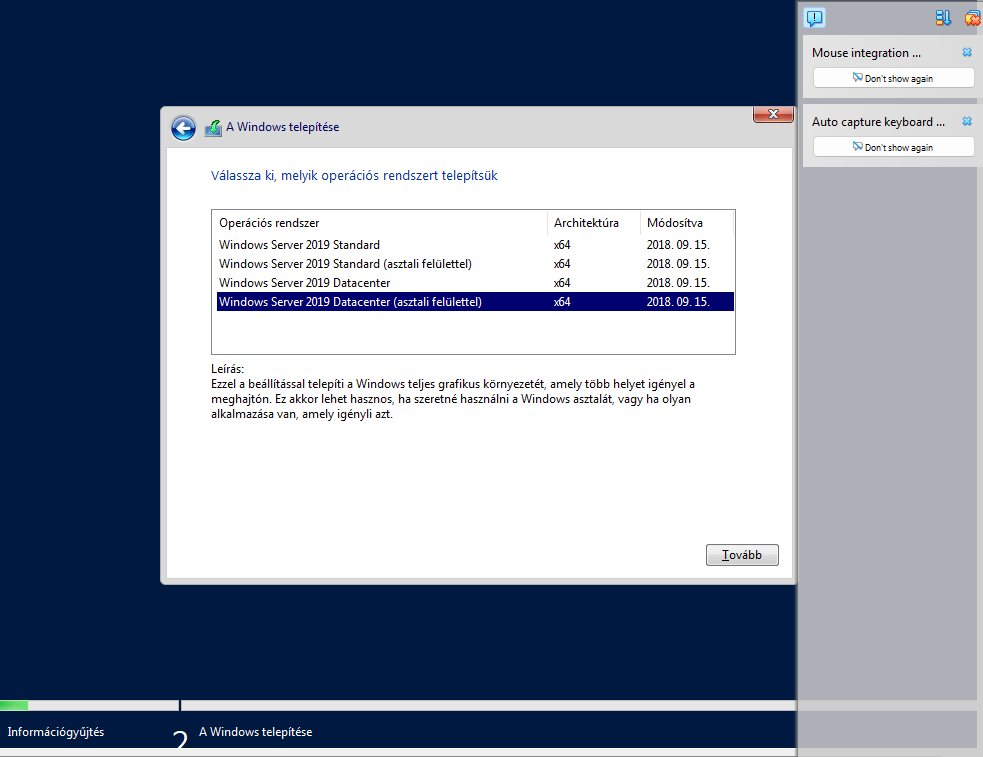 Mouse integration ...
Don't show again
Auto capture keyboard ...
Don't show again
A Windows telepítése
Válassza ki, melyik operációs rendszert telepítsük
Operációs rendszer Architektúra Módosítva
Windows Server 2019 Standard x64 2018. 09. 15.
Windows Server 2019 Standard (asztali felülettel) x64 2018. 09. 15.
Windows Server 2019 Datacenter x64 2018. 09. 15.
Windows Server 2019 Datacenter (asztali felülettel) x64 2018. 09. 15.
Leírás:
Ezzel a beállítással telepíti a Windows teljes grafikus környezetét, amely több helyet igényel a
meghajtón. Ez akkor lehet hasznos, ha szeretné használni a Windows asztalát, vagy ha olyan
alkalmazása van, amely igényli azt.
Tovább
Információgyűjtés 2 A Windows telepítése